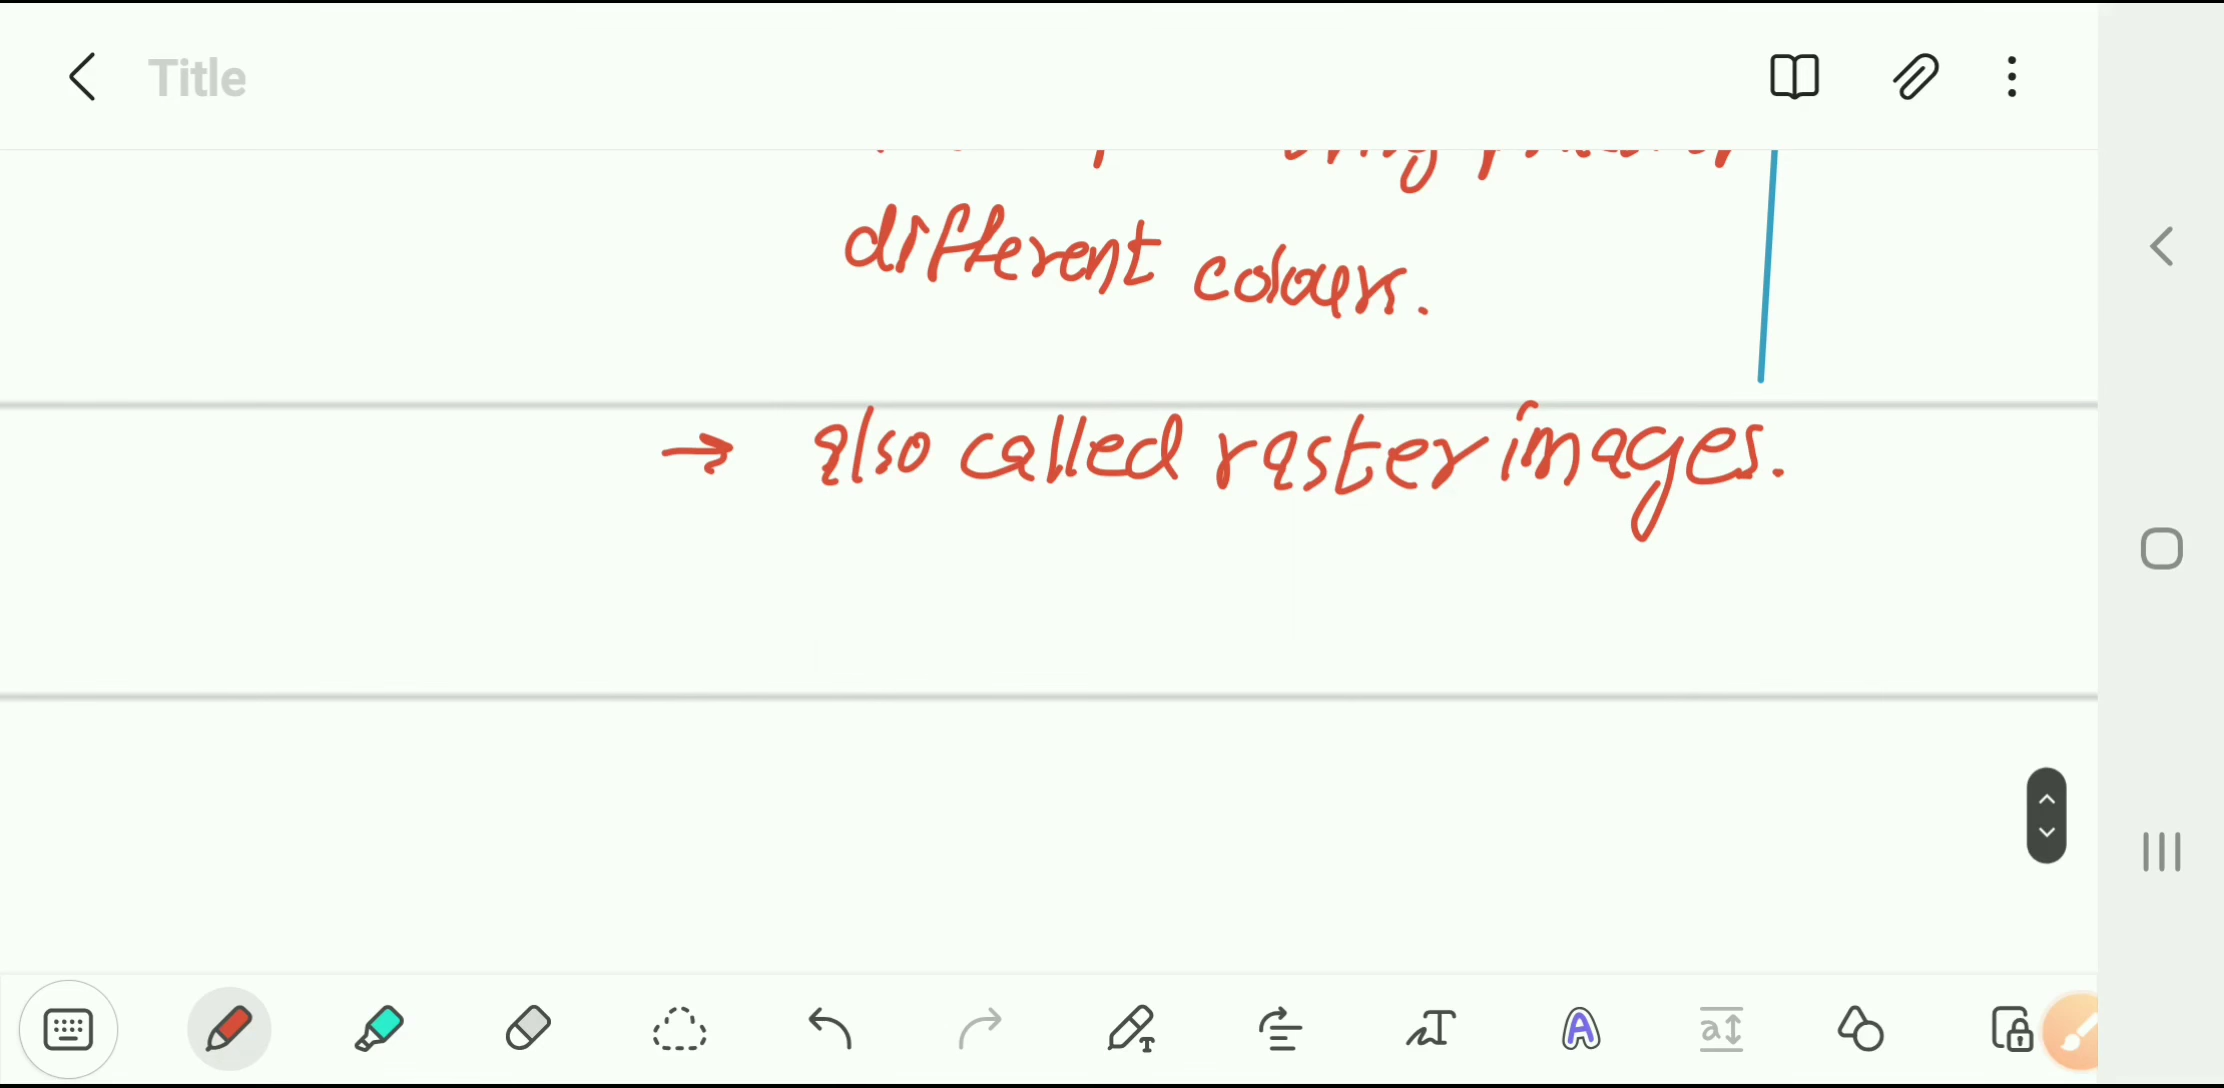 Title
different colours.
→ also called raster images.